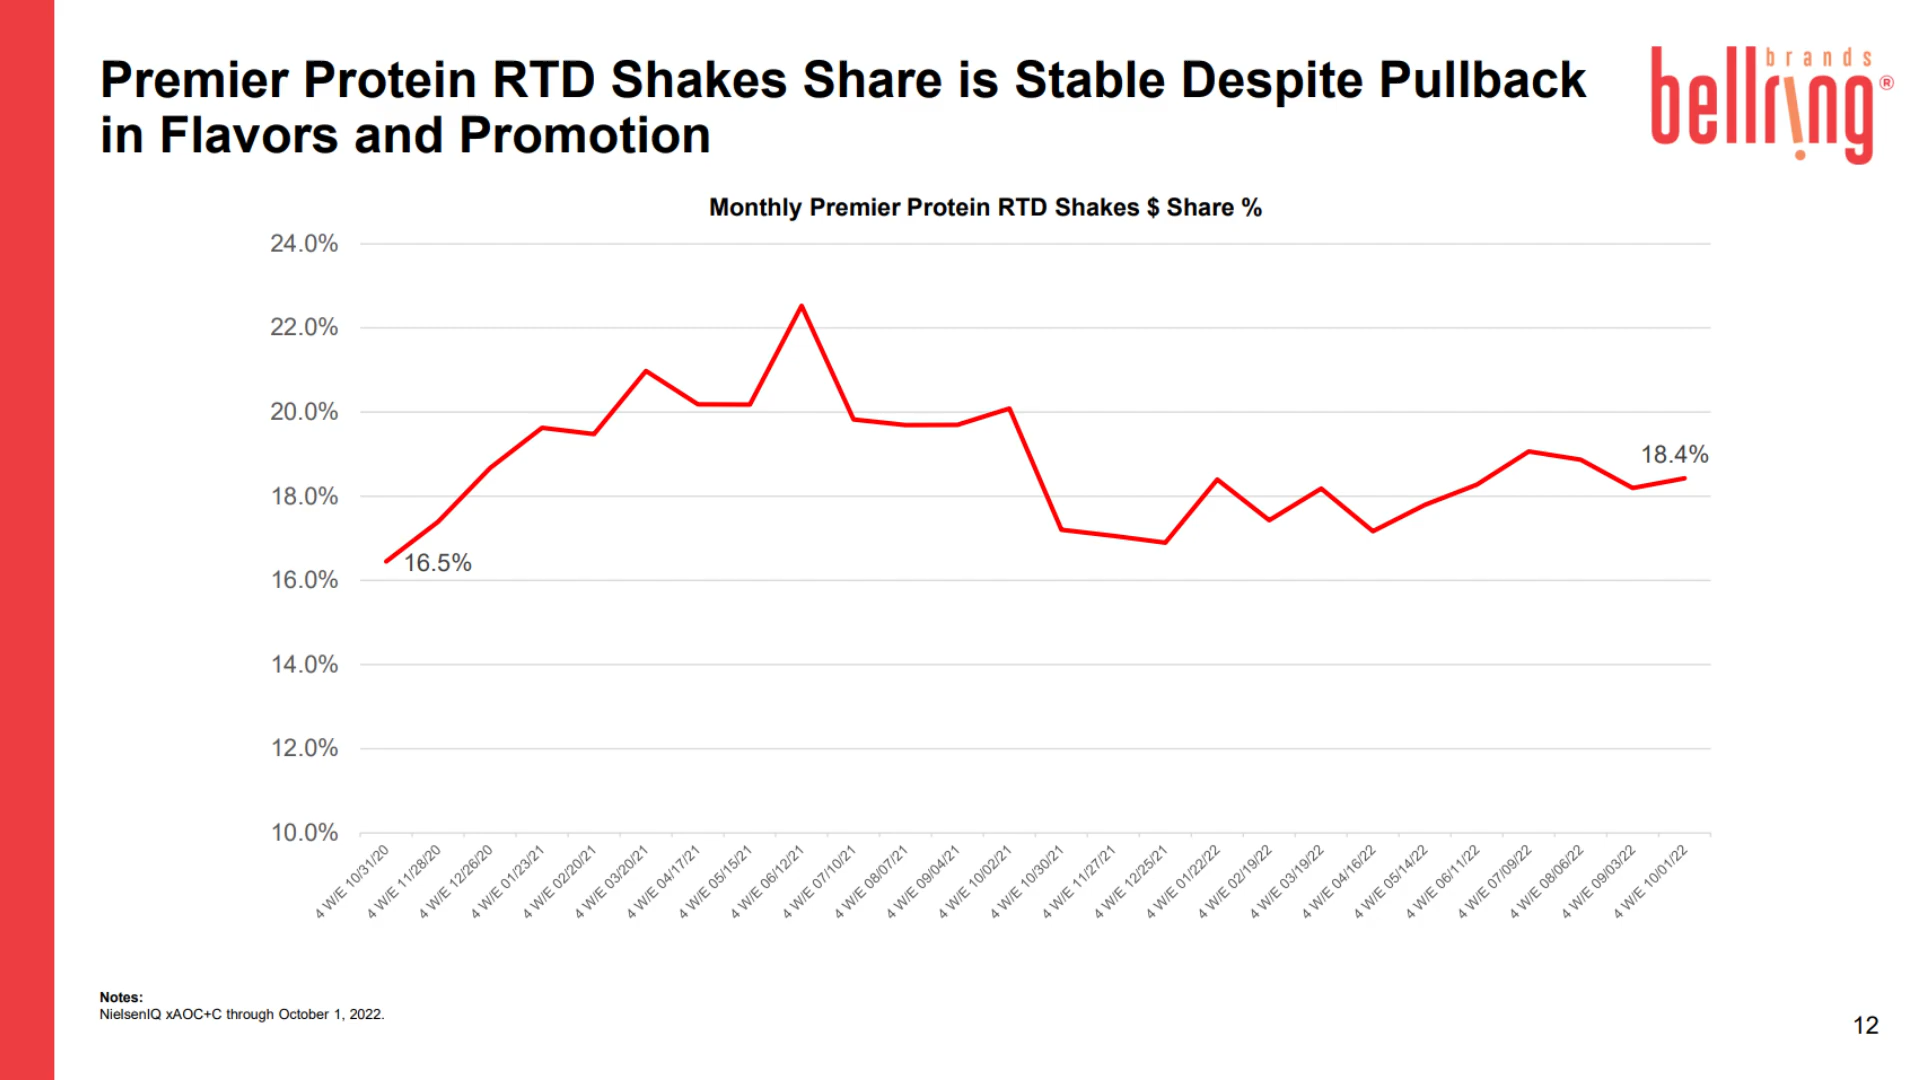 Premier Protein RTD Shakes Share is Stable Despite Pullback
in Flavors and Promotion
brands
bellring®
Monthly Premier Protein RTD Shakes $ Share %
24.0%
22.0%
20.0%
18.0%
16.0%
14.0%
12.0%
10.0%
16.5%
18.4%
4 W/E 10/31/20
4 W/E 11/28/20
4 W/E 12/26/20
4 W/E 01/23/21
4 W/E 02/20/21
4 W/E 03/20/21
4 W/E 04/17/21
4 W/E 05/15/21
4 W/E 06/12/21
4 W/E 07/10/21
4 W/E 08/07/21
4 W/E 09/04/21
4 W/E 10/02/21
4 W/E 10/30/21
4 W/E 11/27/21
4 W/E 12/25/21
4 W/E 01/22/22
4 W/E 02/19/22
4 W/E 03/19/22
4 W/E 04/16/22
4 W/E 05/14/22
4 W/E 06/11/22
4 W/E 07/09/22
4 W/E 08/06/22
4 W/E 09/03/22
4 W/E 10/01/22
Notes:
NielsenIQ xAOC+C through October 1, 2022.
12